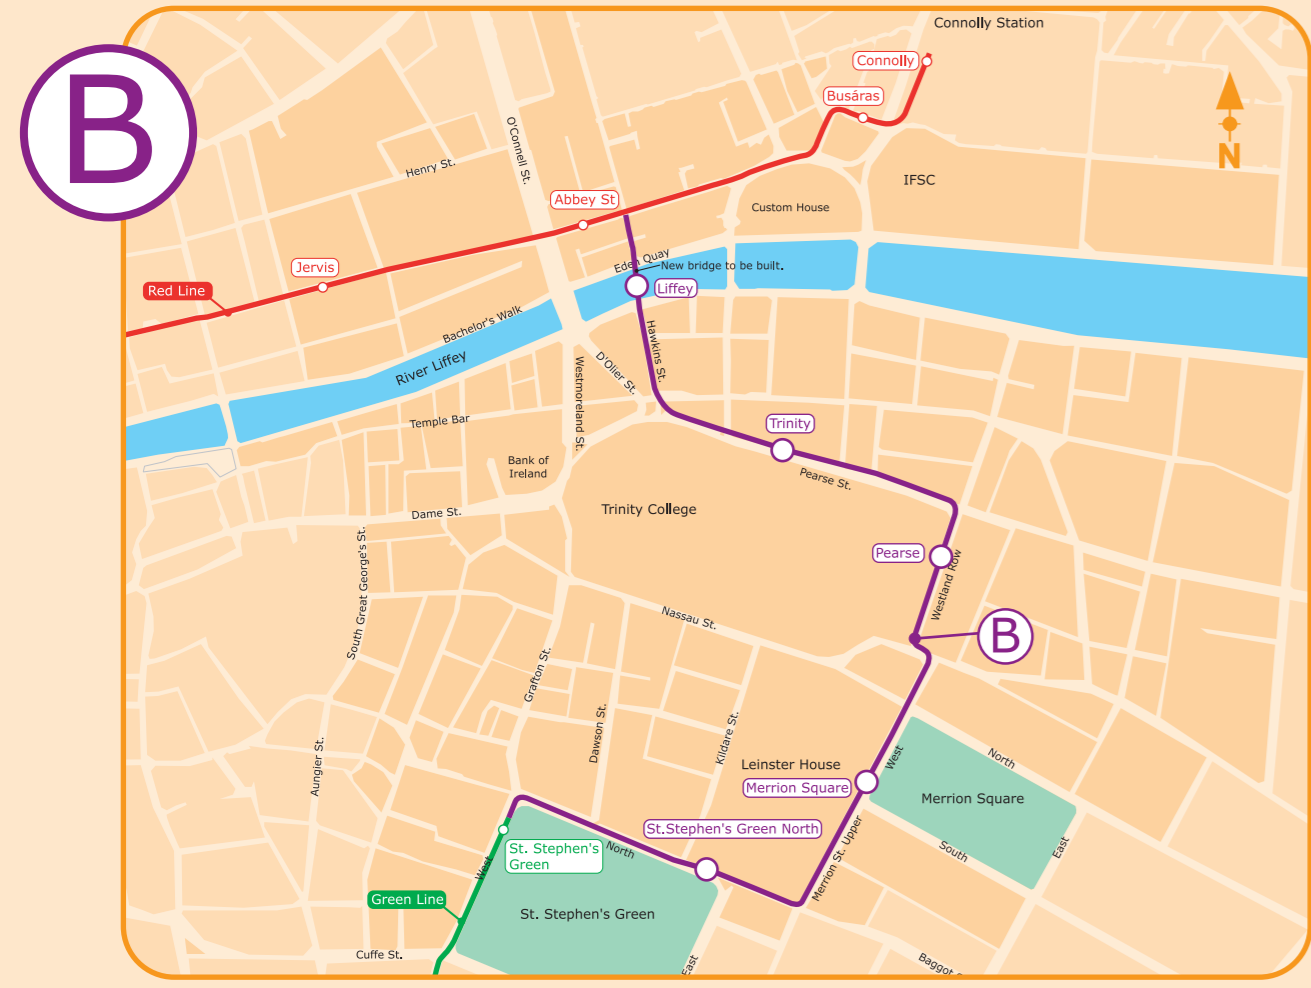 B
Connolly Station
Connolly
Busáras
N
O'Connell St.
Henry St.
IFSC
Abbey St
Custom House
Eden Quay
New bridge to be built.
Jervis
Red Line
Liffey
Bachelor's Walk
River Liffey
Hawkins St.
D'Olier St.
Westmoreland St.
Temple Bar
Trinity
Bank of
Ireland
Pearse St.
Trinity College
Dame St.
Pearse
South Great George's St.
Westland Row
Nassau St.
B
Grafton St.
Dawson St.
Kildare St.
Aungier St.
Leinster House
West
North
Merrion Square
Merrion Square
St.Stephen's Green North
St. Stephen's
Green
North
West
Merrion St. Upper
South
East
Green Line
St. Stephen's Green
Cuffe St.
East
Baggot